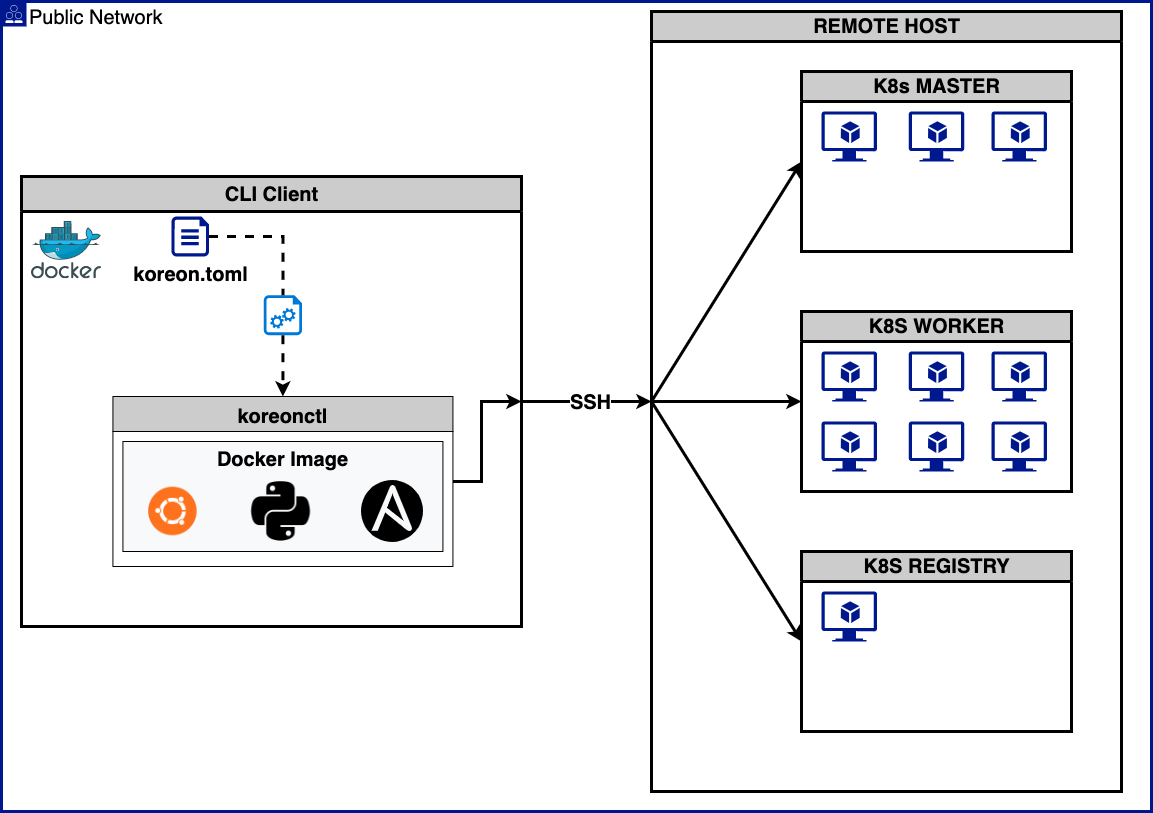 Public Network
REMOTE HOST
K8s MASTER
CLI Client
docker
koreon.toml
K8S WORKER
SSH
koreonctl
Docker Image
K8S REGISTRY